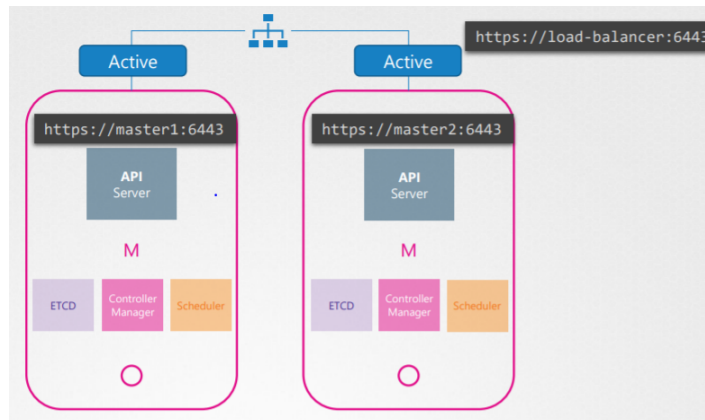 https://load-balancer:6443
Active
Active
https://master1:6443
https://master2:6443
API
Server
API
Server
M
M
ETCD
Controller
Manager
Scheduler
ETCD
Controller
Manager
Scheduler